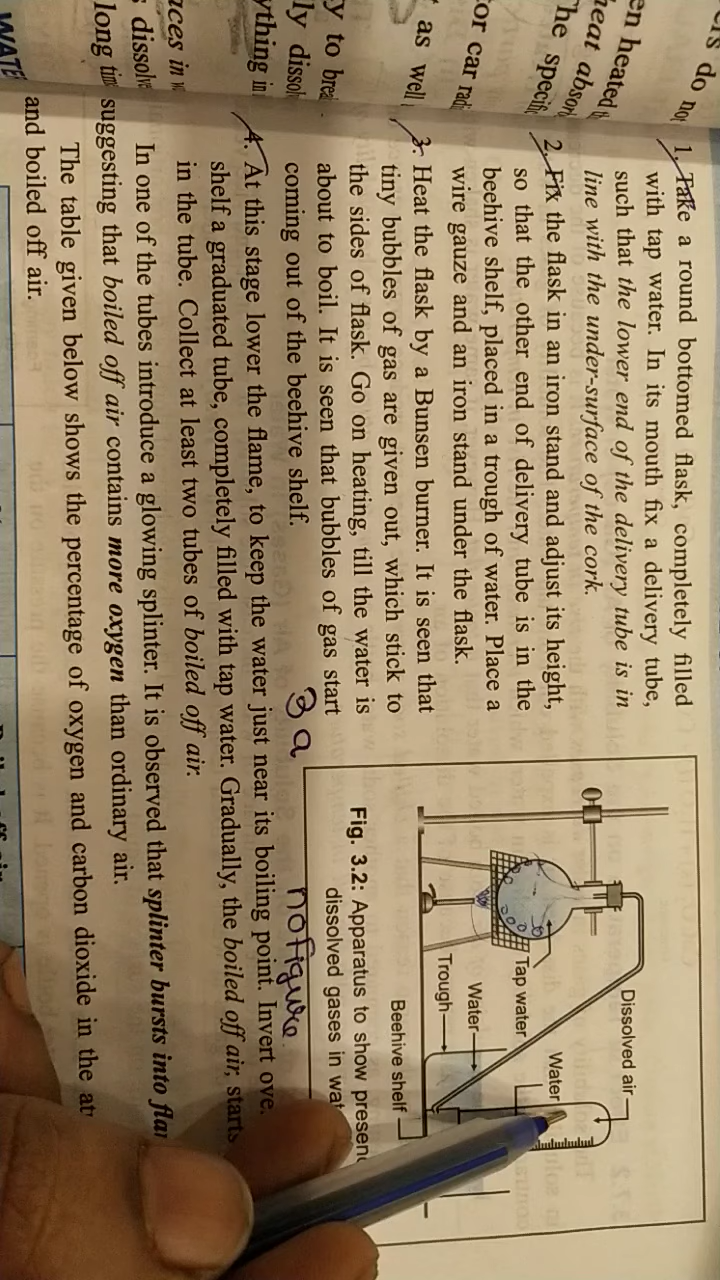 rs do not
en heated
heat absor
The specifi
or car
as well
y to brea
ly dissol
ything in
aces in w
dissolve
long tim
WATE
1. Take a round bottomed flask, completely filled
with tap water. In its mouth fix a delivery tube,
such that the lower end of the delivery tube is in
line with the under-surface of the cork.
2. Fix the flask in an iron stand and adjust its height,
so that the other end of delivery tube is in the
beehive shelf, placed in a trough of water. Place a
wire gauze and an iron stand under the flask.
3. Heat the flask by a Bunsen burner. It is seen that
tiny bubbles of gas are given out, which stick to
the sides of flask. Go on heating, till the water is
about to boil. It is seen that bubbles of gas start
coming out of the beehive shelf.
3 a
Dissolved air
Water
Tap water
Water
Trough
Beehive shelf
Fig. 3.2: Apparatus to show presen
dissolved gases in wat
no figure
4. At this stage lower the flame, to keep the water just near its boiling point. Invert ove
shelf a graduated tube, completely filled with tap water. Gradually, the boiled off air, starts
in the tube. Collect at least two tubes of boiled off air.
In one of the tubes introduce a glowing splinter. It is observed that splinter bursts into fla
suggesting that boiled off air contains more oxygen than ordinary air.
The table given below shows the percentage of oxygen and carbon dioxide in the at
and boiled off air.